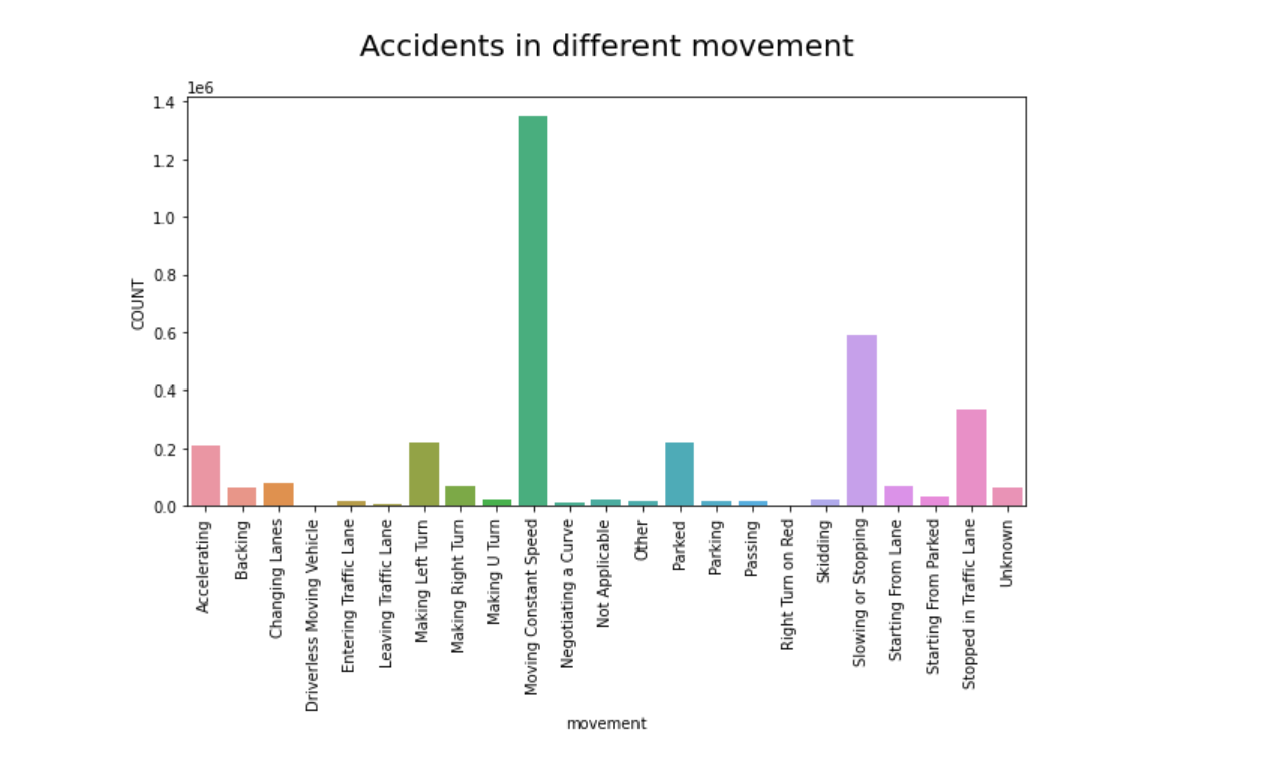 Accidents in different movement
1e6
1.4
1.2
1.0
0.8
0.6
0.4
0.2
0.0
COUNT
Accelerating
Backing
Changing Lanes
Driverless Moving Vehicle
Entering Traffic Lane
Leaving Traffic Lane
Making Left Turn
Making Right Turn
Making U Turn
Moving Constant Speed
Negotiating a Curve
Not Applicable
Other
Parked
Parking
Passing
Right Turn on Red
Skidding
Slowing or Stopping
Starting From Lane
Starting From Parked
Stopped in Traffic Lane
Unknown
movement